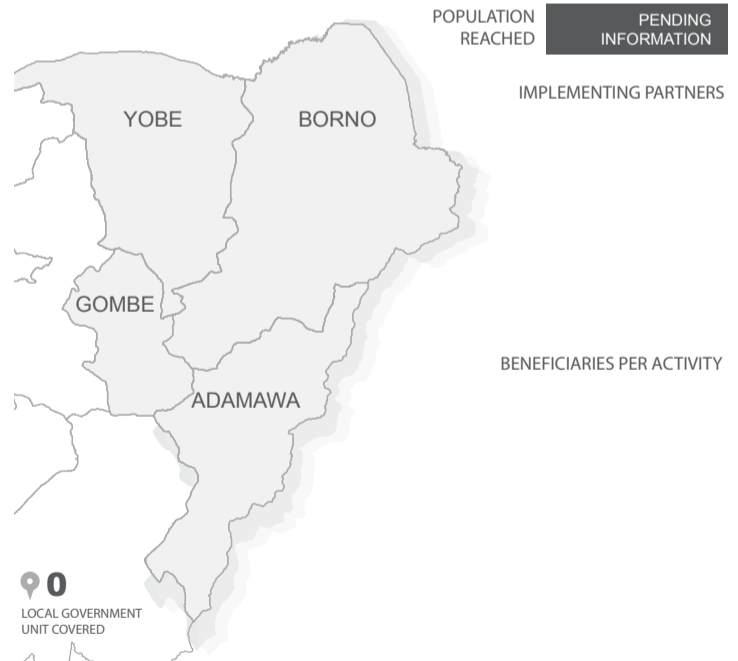 POPULATION
REACHED
PENDING
INFORMATION
IMPLEMENTING PARTNERS
YOBE
BORNO
GOMBE
BENEFICIARIES PER ACTIVITY
ADAMAWA
0
LOCAL GOVERNMENT
UNIT COVERED